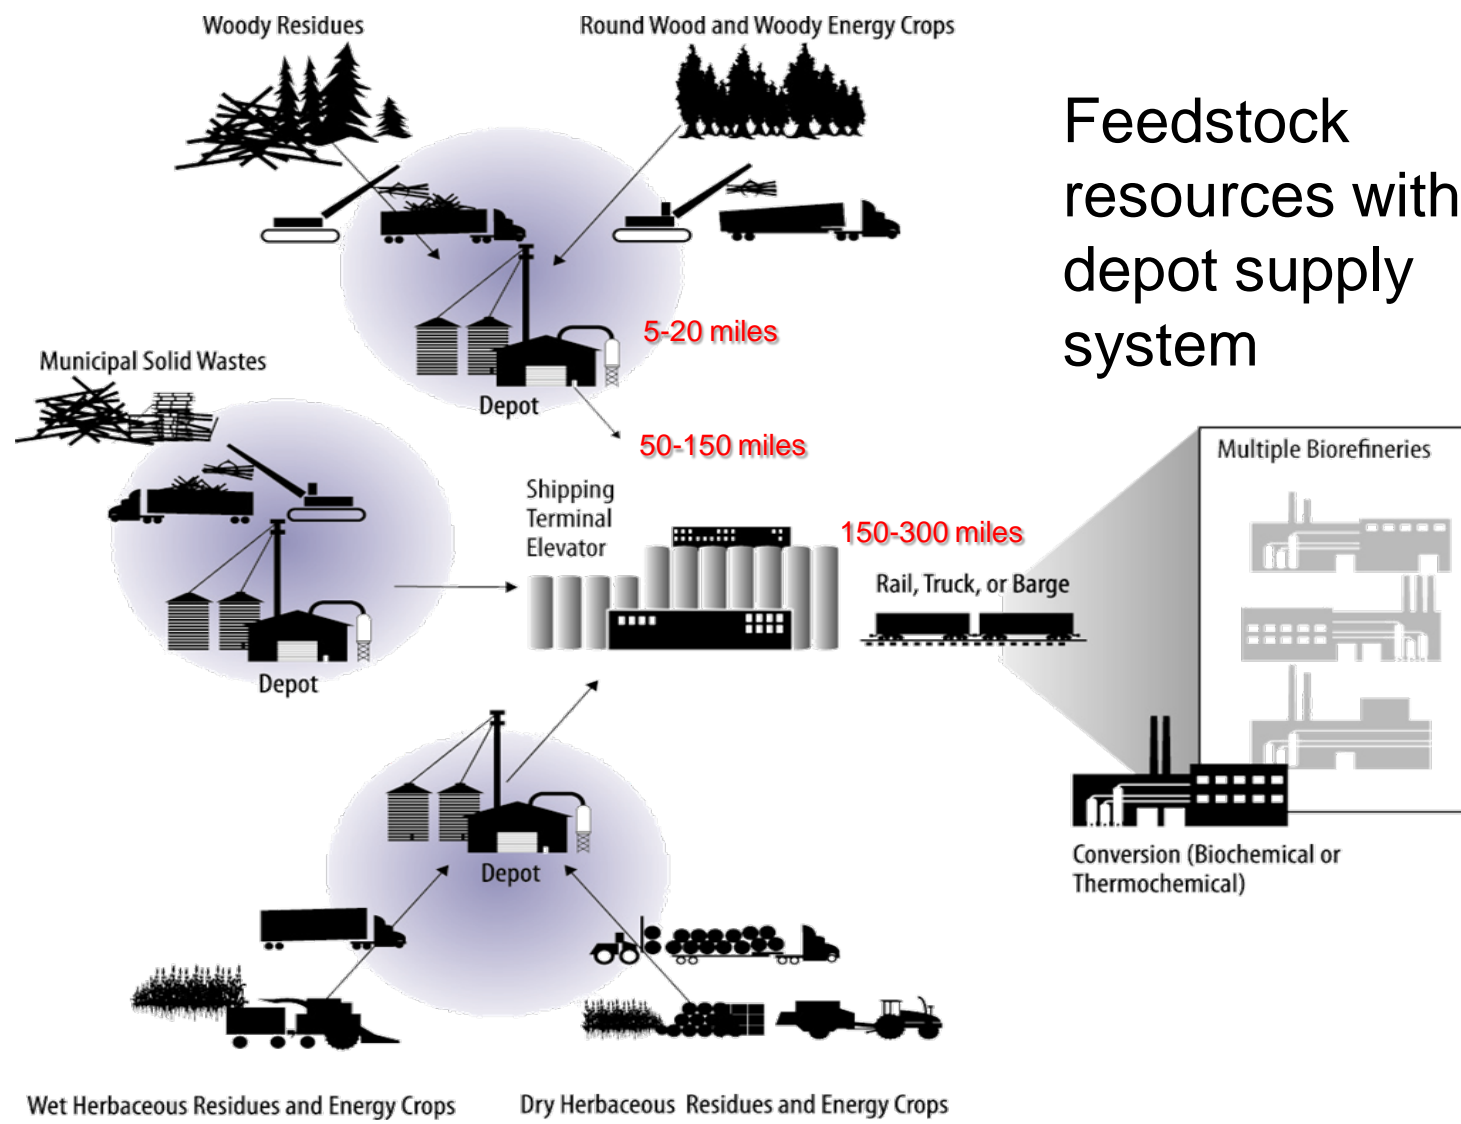 Woody Residues
Round Wood and Woody Energy Crops
Feedstock
resources with
depot supply
system
5-20 miles
Municipal Solid Wastes
Depot
50-150 miles
Multiple Biorefineries
Shipping
Terminal
Elevator
150-300 miles
Rail, Truck, or Barge
Depot
Depot
Conversion (Biochemical or
Thermochemical)
Wet Herbaceous Residues and Energy Crops
Dry Herbaceous Residues and Energy Crops